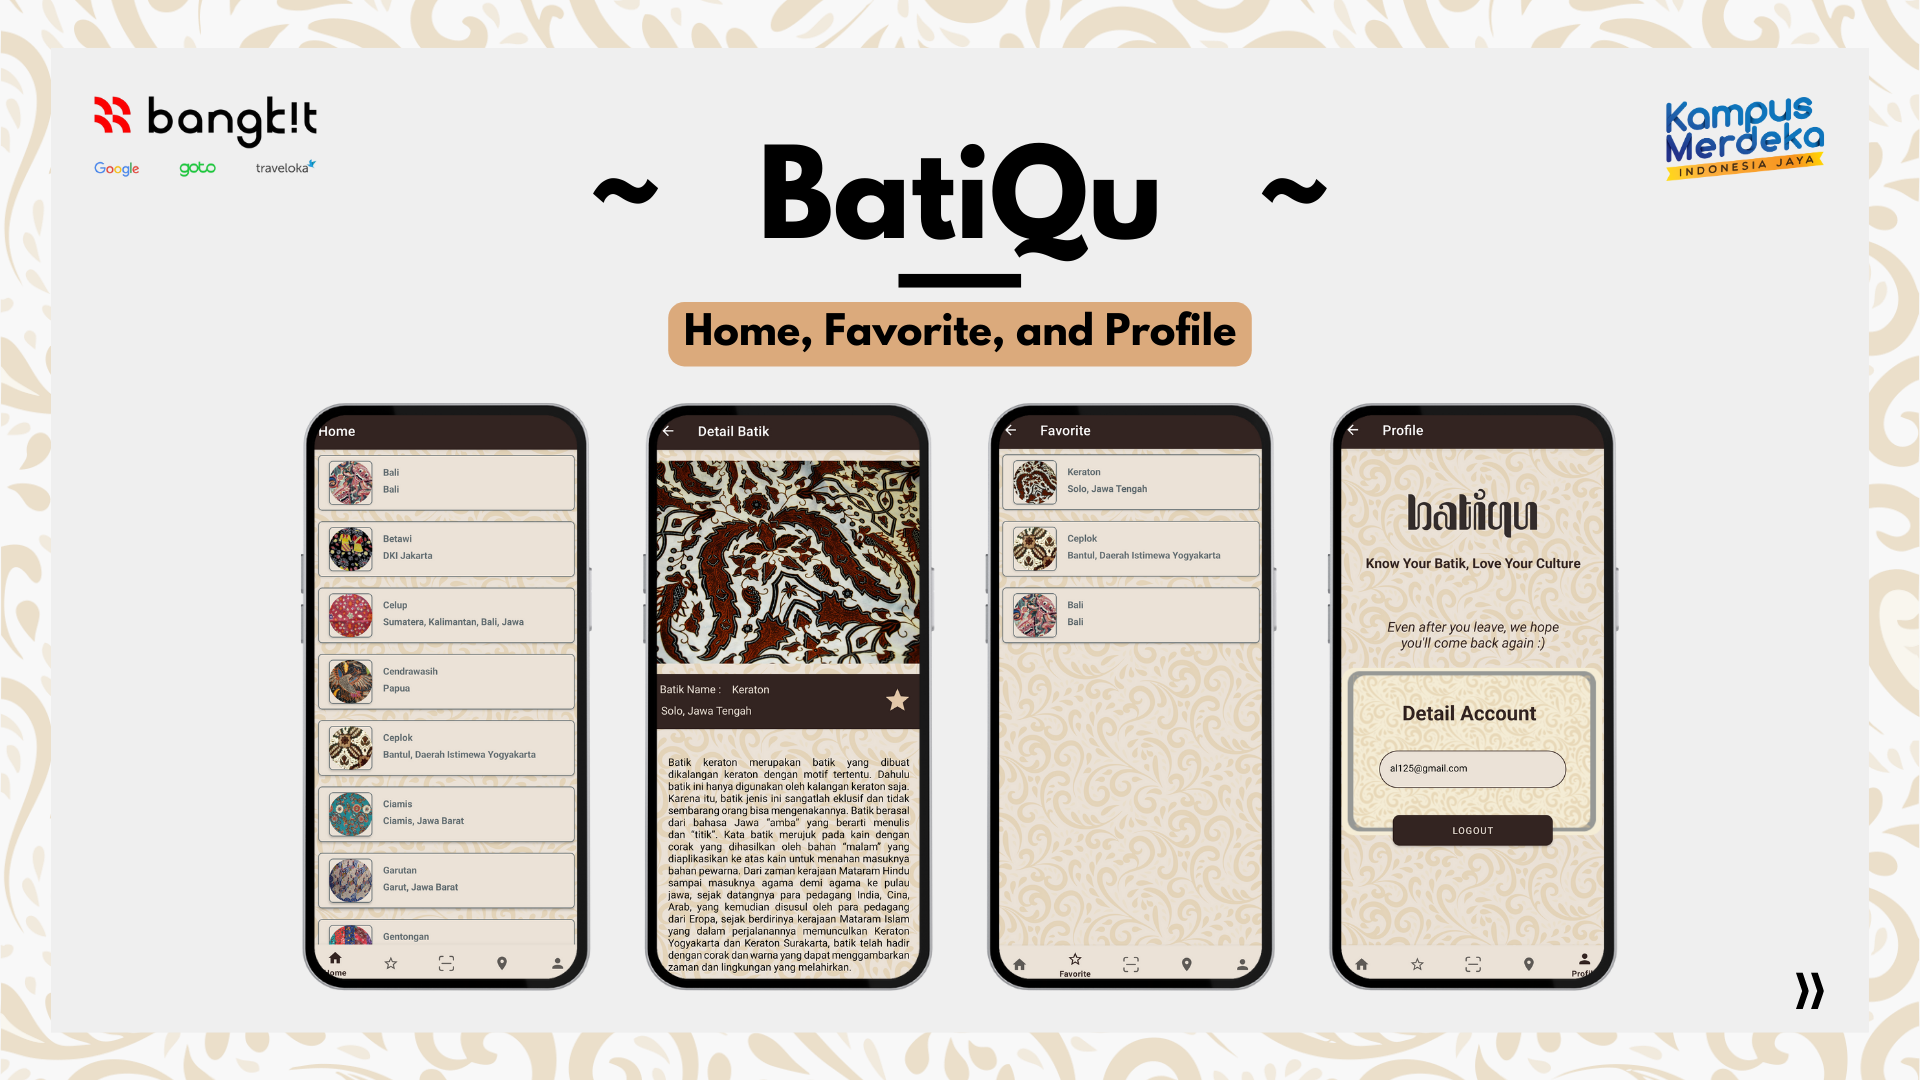 bangk!t
Google goto traveloka
Kampus
Merdeka
INDONESIA JAYA
~ BatiQu ~
Home, Favorite, and Profile
Home
Bali
Bali
Betawi
DKI Jakarta
Celup
Sumatera, Kalimantan, Bali, Jawa
Cendrawasih
Papua
Ceplok
Bantul, Daerah Istimewa Yogyakarta
Ciamis
Ciamis, Jawa Barat
Garutan
Garut, Jawa Barat
Gentongan
Home
Detail Batik
Batik Name : Keraton
Solo, Jawa Tengah
Batik keraton merupakan batik yang dibuat
dikalangan keraton dengan motif tertentu. Dahulu
batik ini hanya digunakan oleh kalangan keraton saja.
Karena itu, batik jenis ini sangatlah eklusif dan tidak
sembarang orang bisa mengenakannya. Batik berasal
dari bahasa Jawa “amba” yang berarti menulis
dan “titik”. Kata batik merujuk pada kain dengan
corak yang dihasilkan oleh bahan “malam” yang
diaplikasikan ke atas kain untuk menahan masuknya
bahan pewarna. Dari zaman kerajaan Mataram Hindu
sampai masuknya agama demi agama ke pulau
jawa, sejak datangnya para pedagang India, Cina,
Arab, yang kemudian disusul oleh para pedagang
dari Eropa, sejak berdirinya kerajaan Mataram Islam
yang dalam perjalanannya memunculkan Keraton
Yogyakarta dan Keraton Surakarta, batik telah hadir
dengan corak dan warna yang dapat menggambarkan
zaman dan lingkungan yang melahirkan.
Favorite
Keraton
Solo, Jawa Tengah
Ceplok
Bantul, Daerah Istimewa Yogyakarta
Bali
Bali
Favorite
Profile
batiqu
Know Your Batik, Love Your Culture
Even after you leave, we hope
you'll come back again :)
Detail Account
al125@gmail.com
LOGOUT
Profil